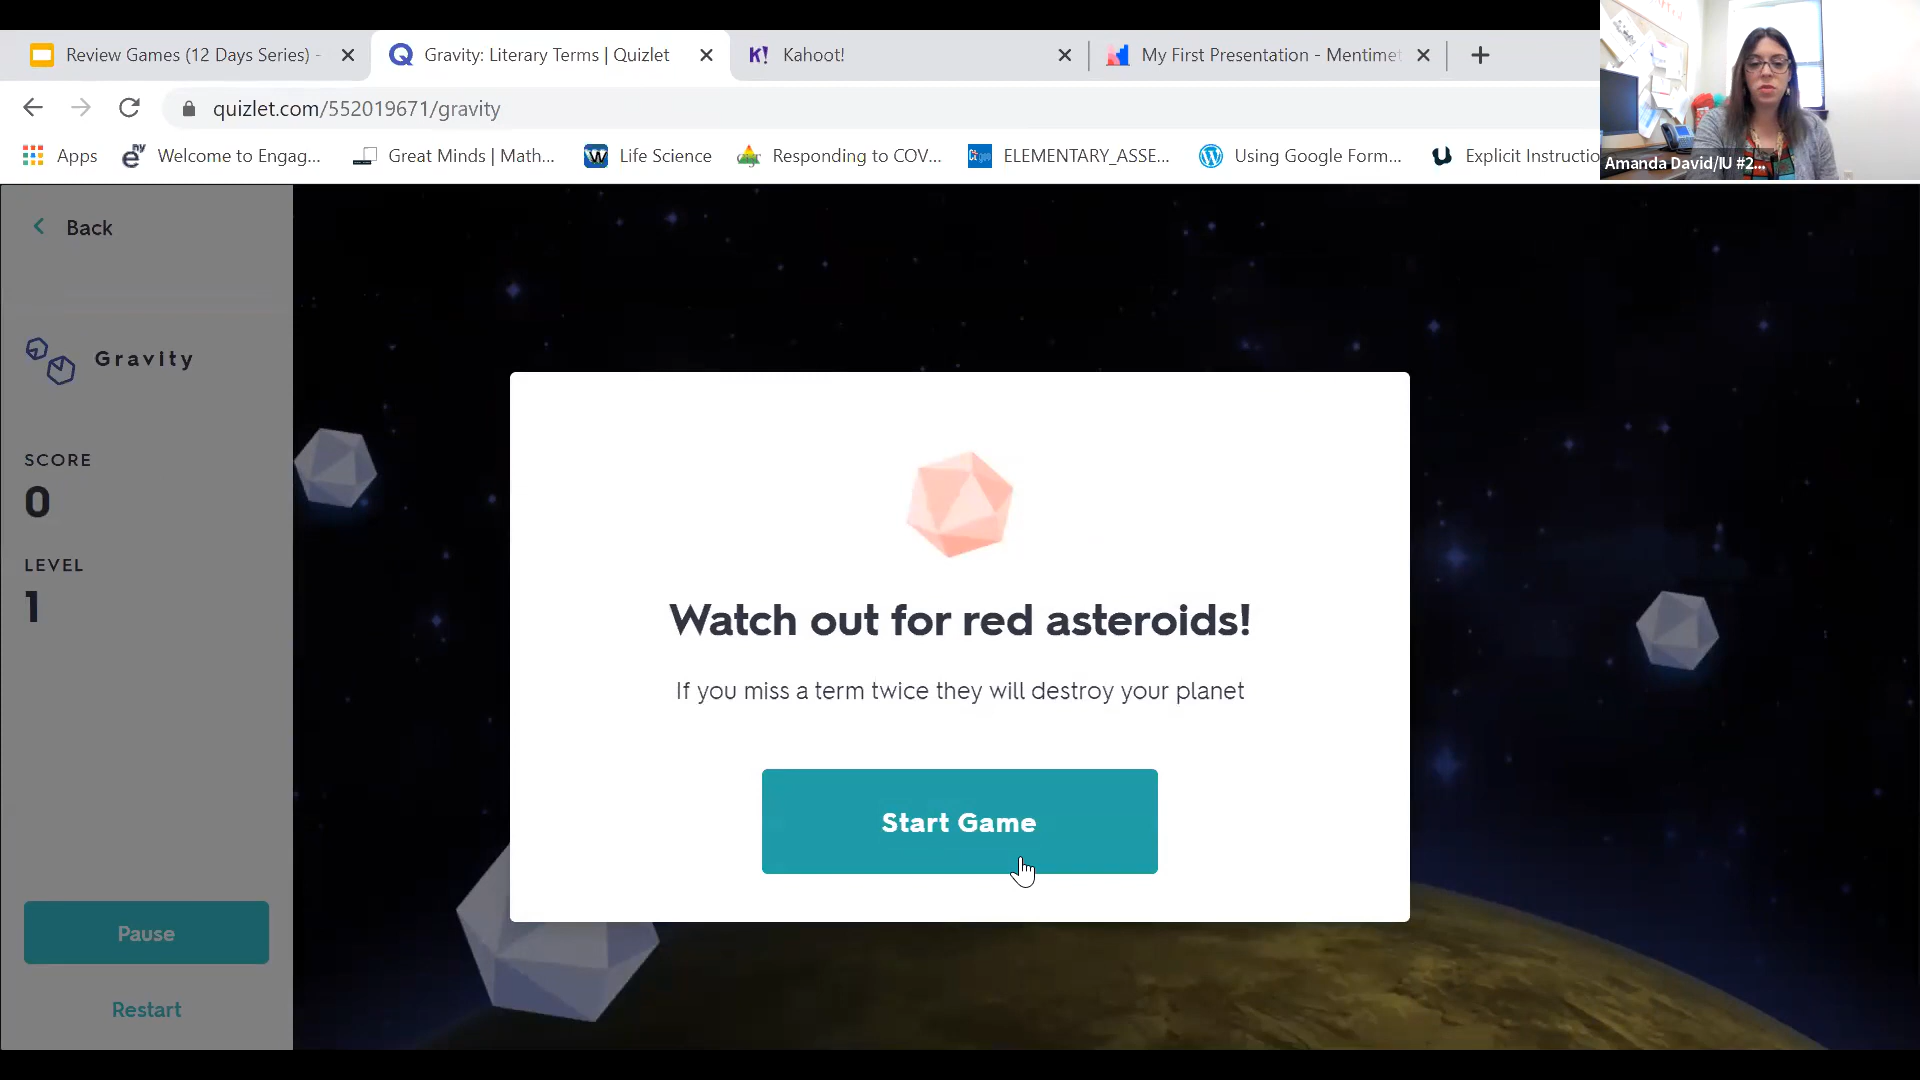 Review Games (12 Days Series) -
Gravity: Literary Terms | Quizlet
K! Kahoot!
My First Presentation - Mentimet
quizlet.com/552019671/gravity
Apps
Welcome to Engag...
Great Minds | Math...
Life Science
Responding to COV...
ELEMENTARY_ASSE...
Using Google Form...
Explicit Instructio
Amanda David/IU #2...
Back
Gravity
SCORE
0
LEVEL
1
Pause
Restart
Watch out for red asteroids!
If you miss a term twice they will destroy your planet
Start Game